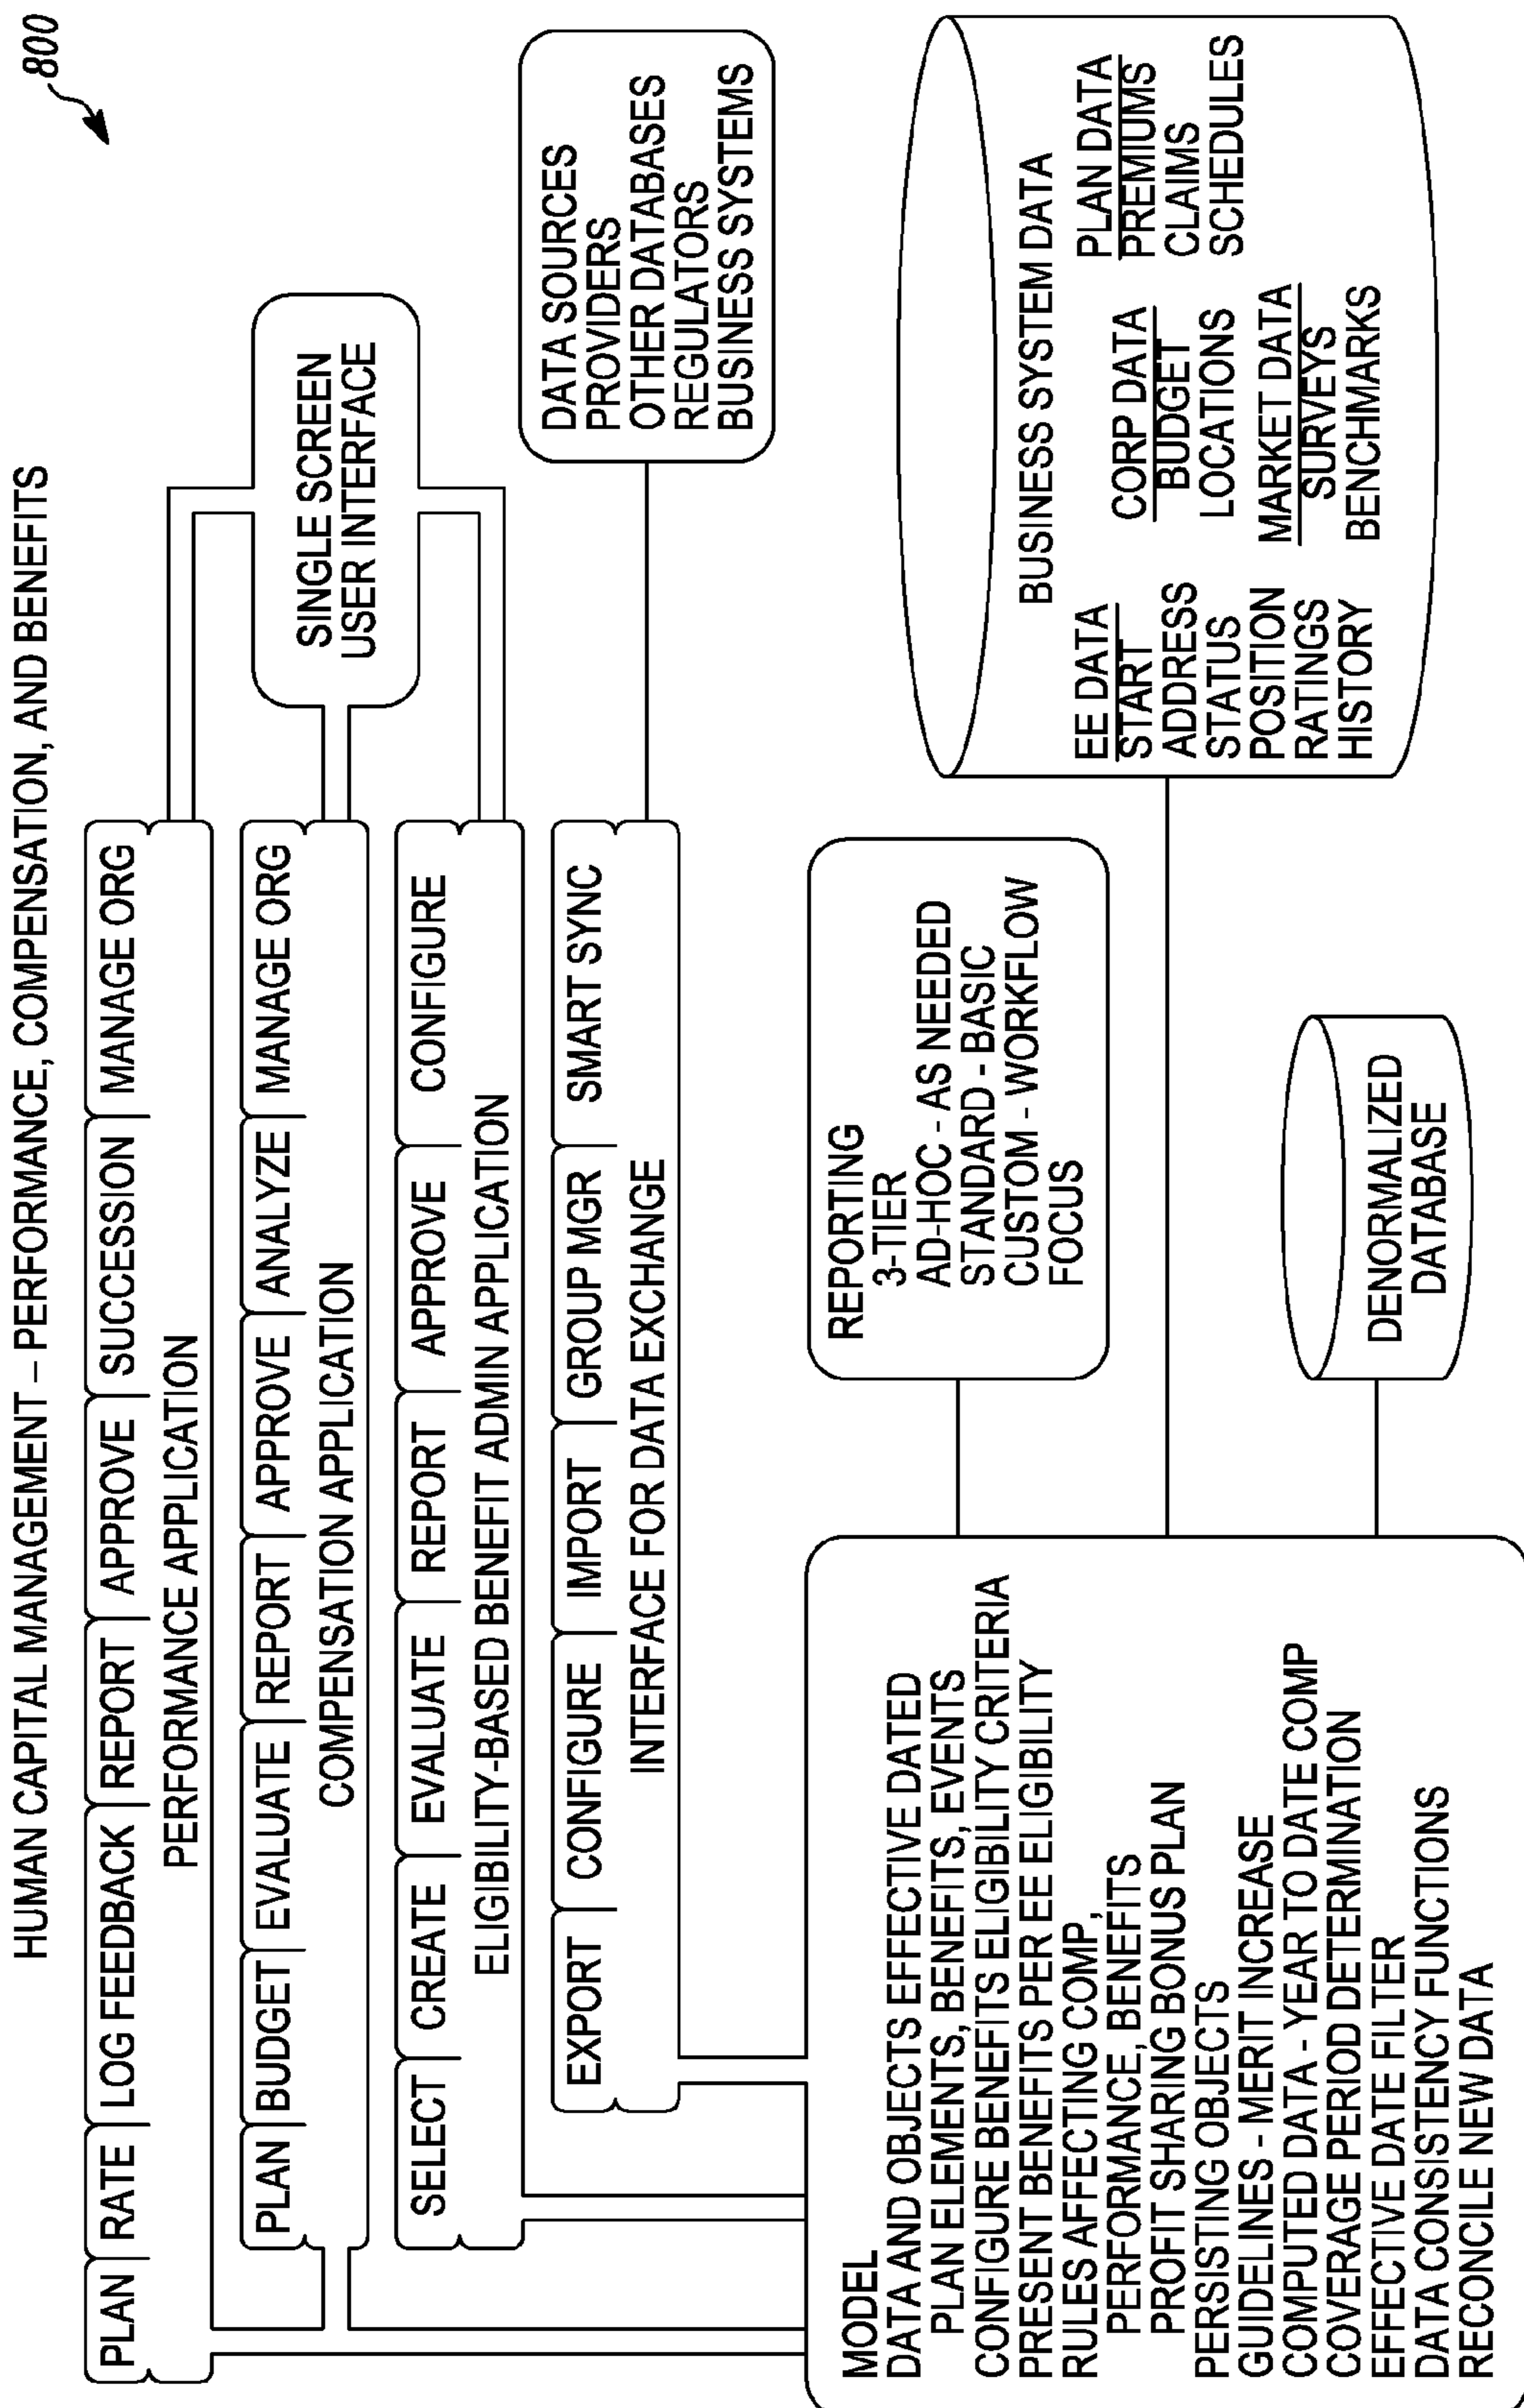 HUMAN CAPITAL MANAGEMENT – PERFORMANCE, COMPENSATION, AND BENEFITS
800
PLAN RATE LOG FEEDBACK REPORT APPROVE SUCCESSION MANAGE ORG
PERFORMANCE APPLICATION
PLAN BUDGET EVALUATE REPORT APPROVE ANALYZE MANAGE ORG
COMPENSATION APPLICATION
SELECT CREATE EVALUATE REPORT APPROVE CONFIGURE
ELIGIBILITY-BASED BENEFIT ADMIN APPLICATION
EXPORT CONFIGURE IMPORT GROUP MGR SMART SYNC
INTERFACE FOR DATA EXCHANGE
SINGLE SCREEN
USER INTERFACE
DATA SOURCES
PROVIDERS
OTHER DATABASES
REGULATORS
BUSINESS SYSTEMS
MODEL
DATA AND OBJECTS EFFECTIVE DATED
PLAN ELEMENTS, BENEFITS, EVENTS
CONFIGURE BENEFITS ELIGIBILITY CRITERIA
PRESENT BENEFITS PER EE ELIGIBILITY
RULES AFFECTING COMP,
PERFORMANCE, BENEFITS
PROFIT SHARING BONUS PLAN
PERSISTING OBJECTS
GUIDELINES - MERIT INCREASE
COMPUTED DATA - YEAR TO DATE COMP
COVERAGE PERIOD DETERMINATION
EFFECTIVE DATE FILTER
DATA CONSISTENCY FUNCTIONS
RECONCILE NEW DATA
REPORTING
3-TIER
AD-HOC - AS NEEDED
STANDARD - BASIC
CUSTOM - WORKFLOW
FOCUS
DENORMALIZED
DATABASE
BUSINESS SYSTEM DATA
EE DATA
START
ADDRESS
STATUS
POSITION
RATINGS
HISTORY
CORP DATA
BUDGET
LOCATIONS
MARKET DATA
SURVEYS
BENCHMARKS
PLAN DATA
PREMIUMS
CLAIMS
SCHEDULES